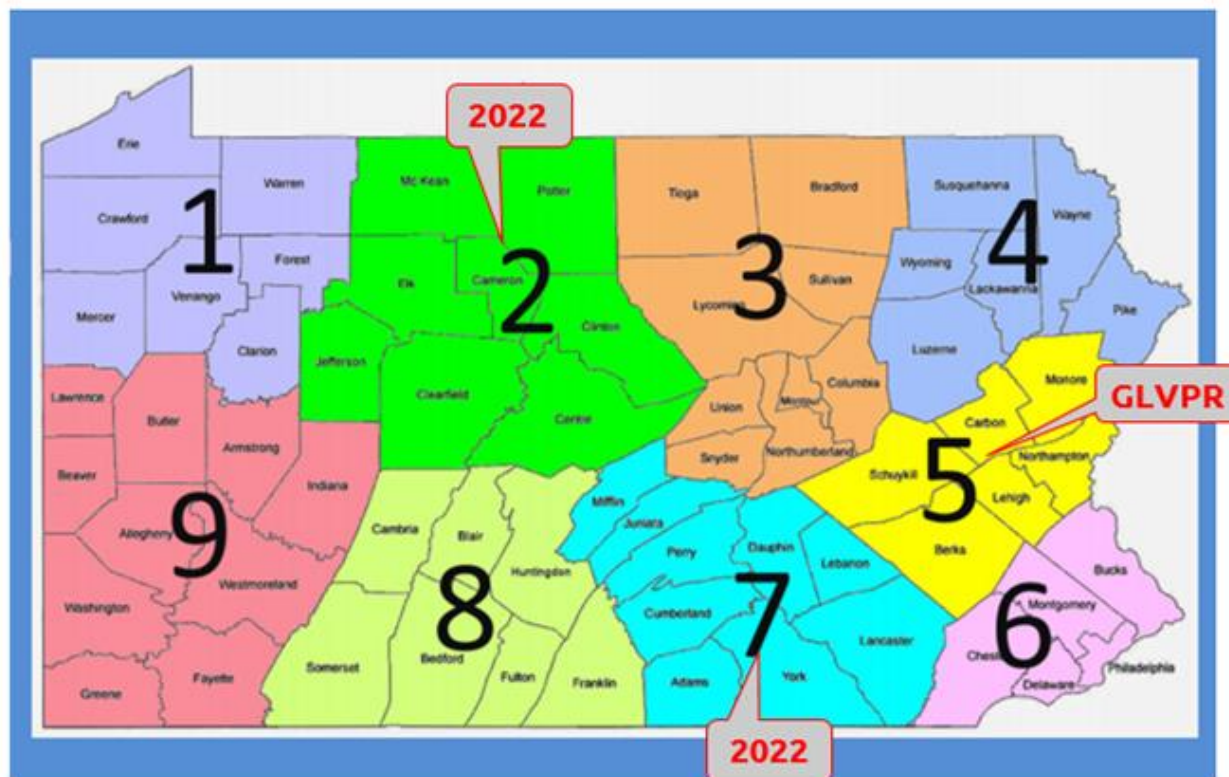 2022
Erie
Warren
Mc Kean
Potter
Tioga
Bradford
Susquehanna
Wayne
Crawford
1
2
3
4
Forest
Elk
Cameron
Sullivan
Wyoming
Lackawanna
Venango
Mercer
Lycoming
Clinton
Pike
Clarion
Jefferson
Luzerne
Clearfield
Columbia
Monore
Lawrence
Butler
Union
Centre
Carbon
GLVPR
Armstrong
Snyder
Northumberland
Schuykill
5
Northampton
Beaver
Indiana
Mifflin
Lehigh
Allegheny
9
Cambria
Blair
Juniata
Perry
Dauphin
Lebanon
Berks
Huntingdon
Bucks
Westmoreland
8
7
6
Montgomery
Washington
Cumberland
Lancaster
Somerset
Bedford
Fulton
Franklin
Adams
York
Philadelphia
Delaware
Greene
Fayette
2022